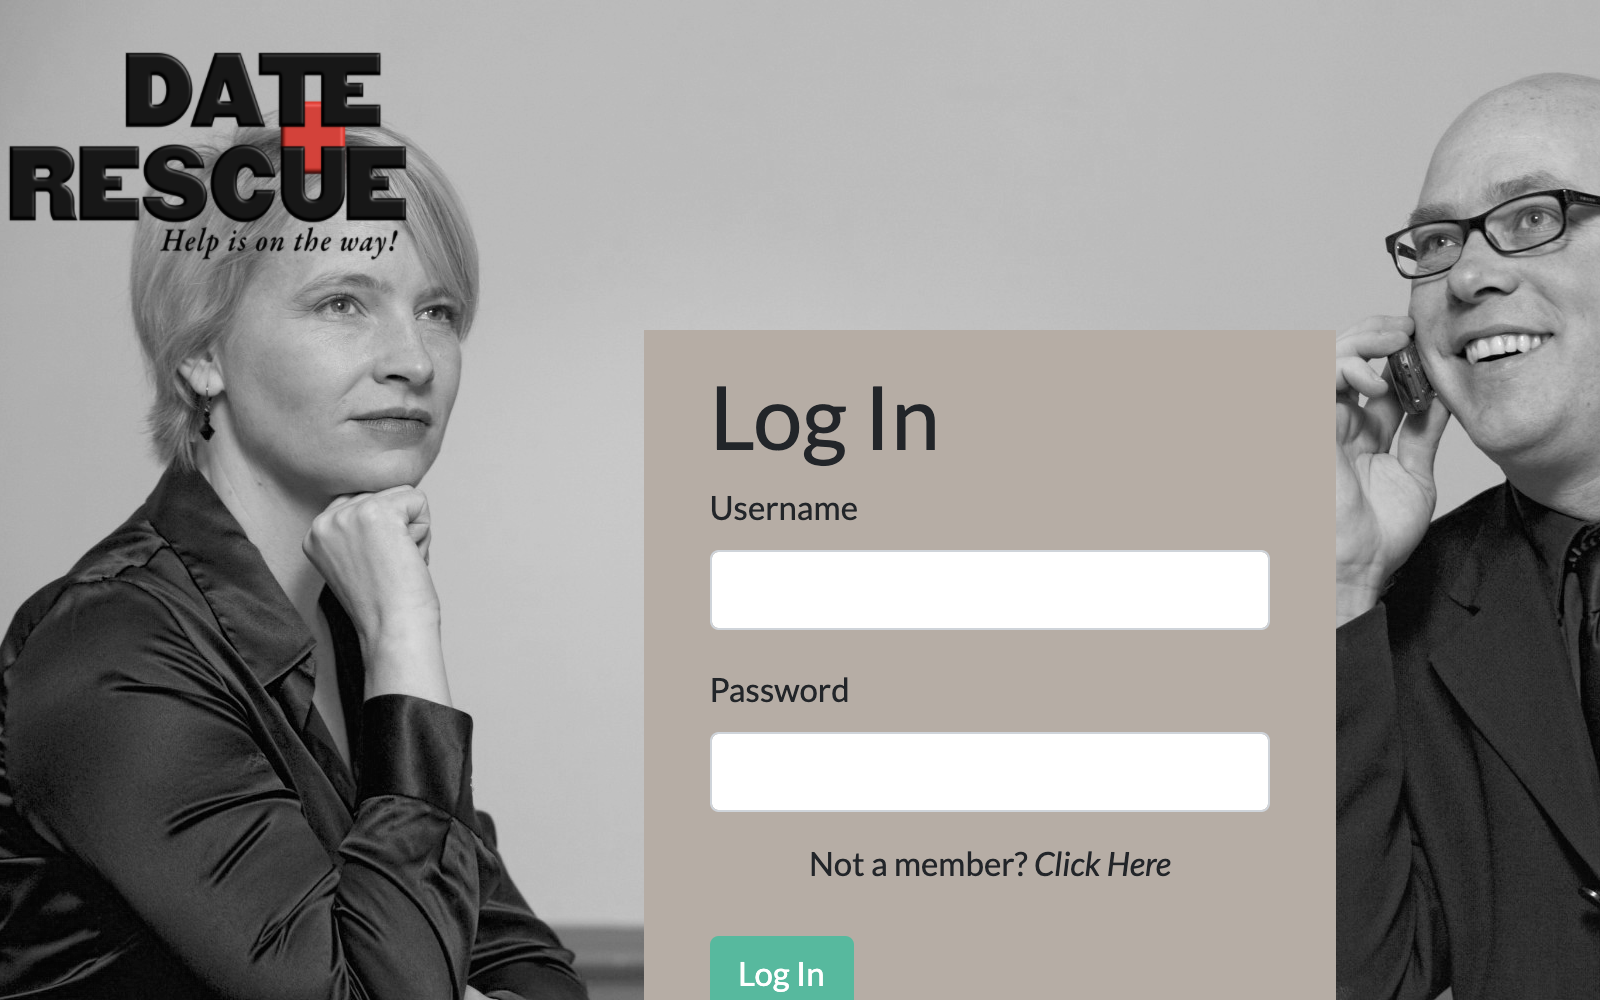 DATE
RESCUE
Help is on the way!
Log In
Username
Password
Not a member? Click Here
Log In